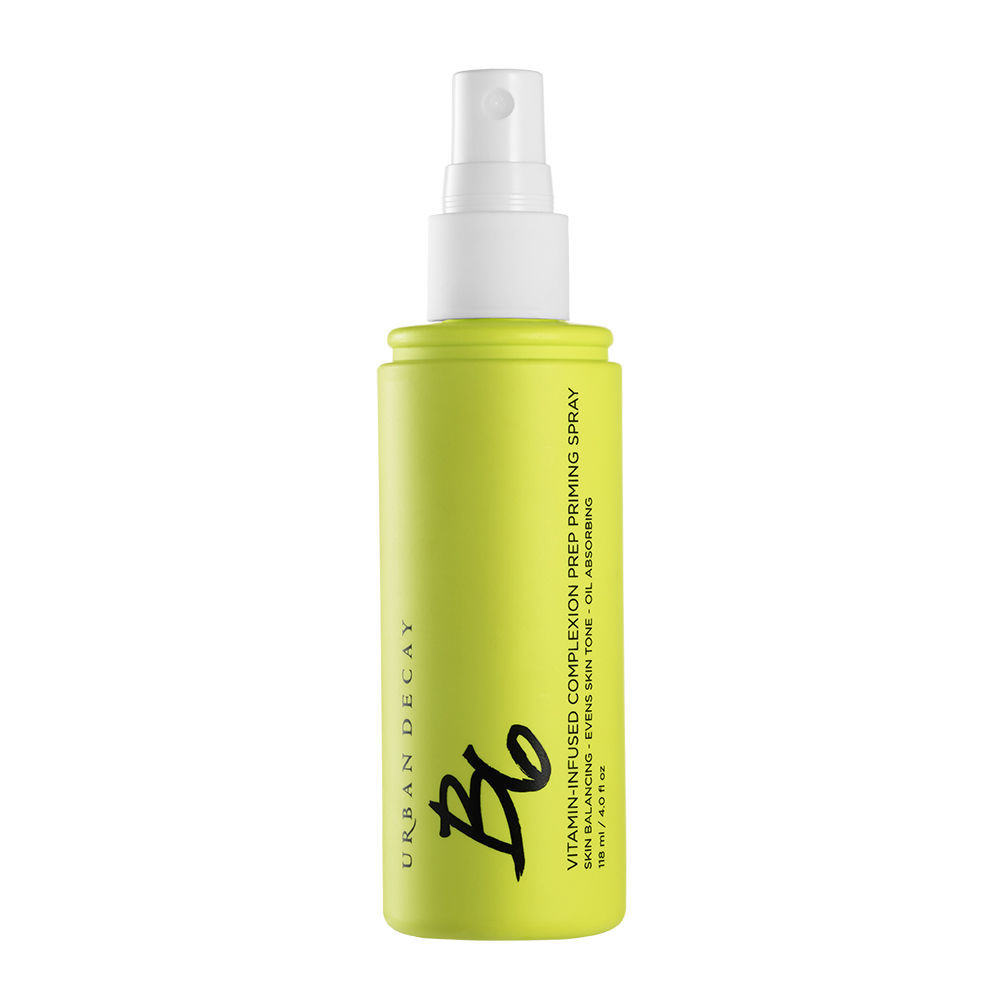 URBAN DECAY
B6
VITAMIN-INFUSED COMPLEXION PREP PRIMING SPRAY
SKIN BALANCING - EVENS SKIN TONE - OIL ABSORBING
118 ml / 4.0 fl oz